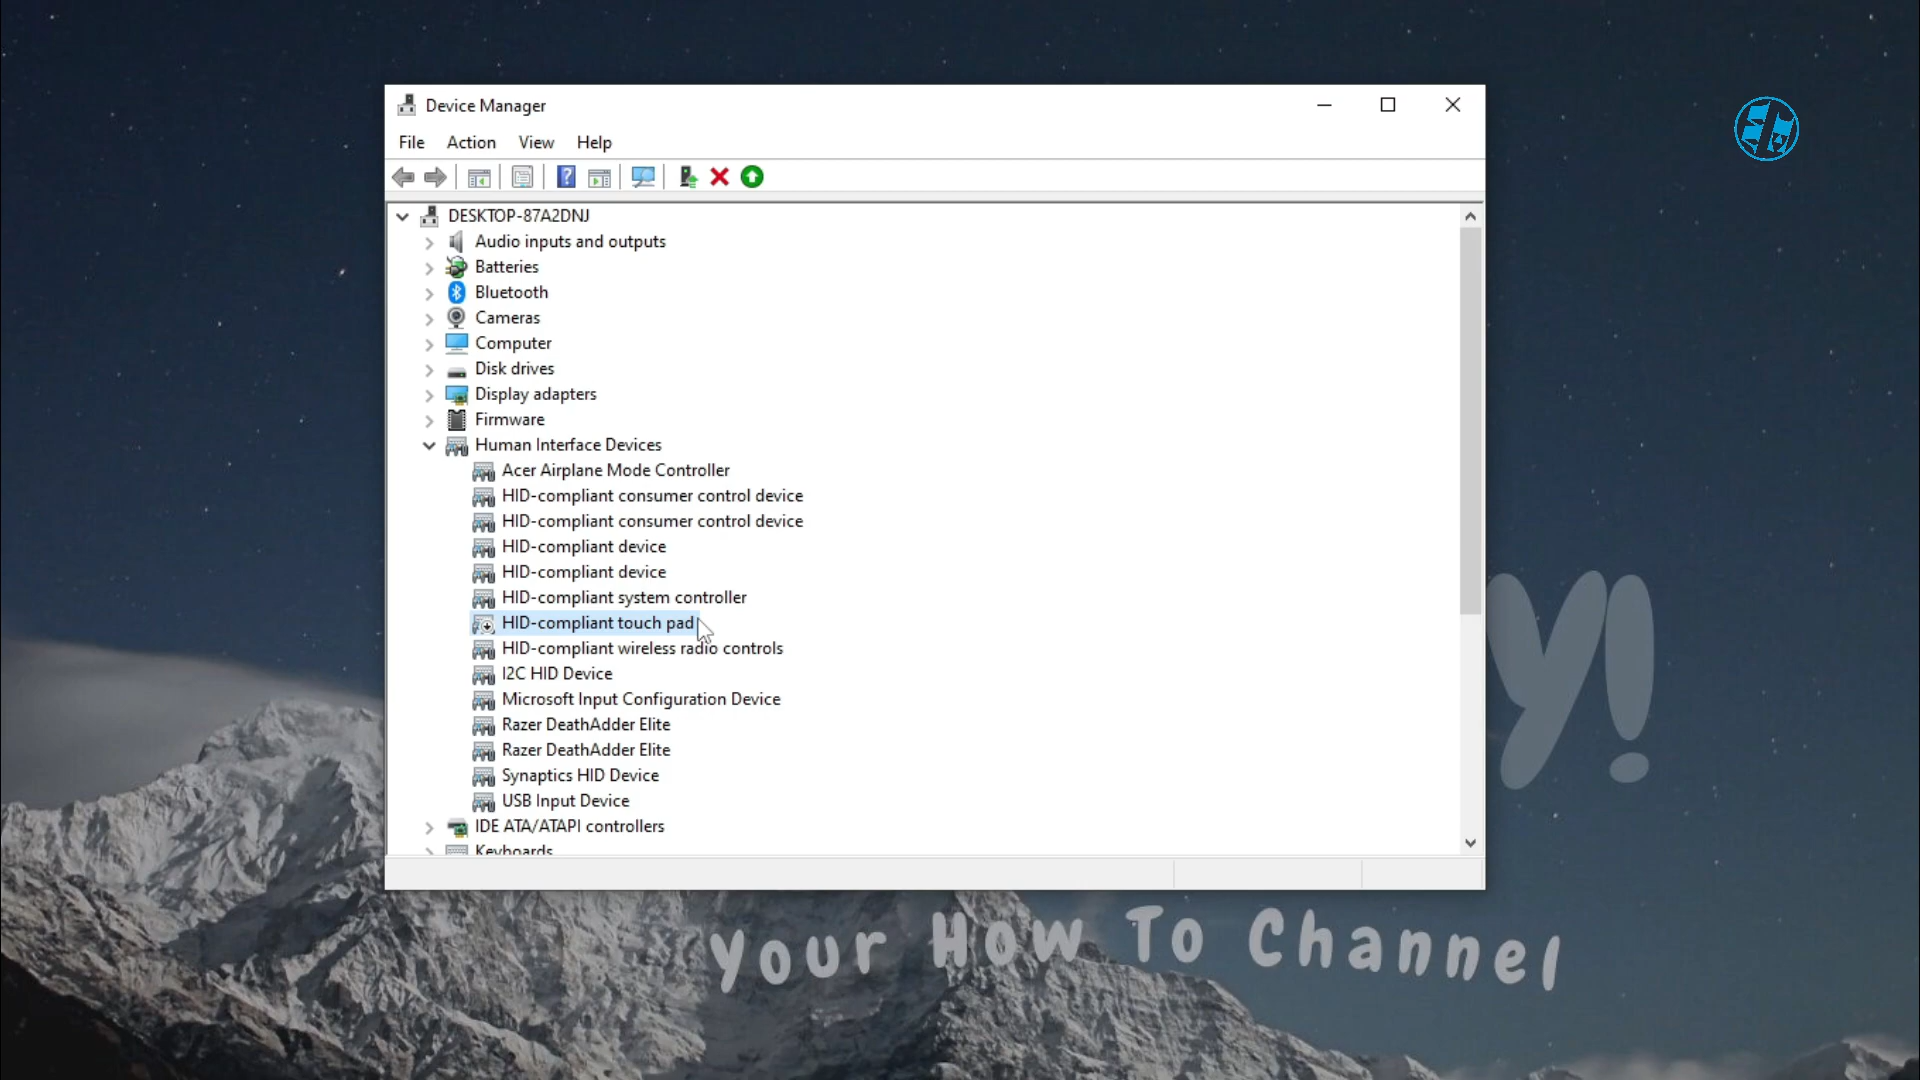 Device Manager
File Action View Help
DESKTOP-87A2DNJ
Audio inputs and outputs
Batteries
Bluetooth
Cameras
Computer
Disk drives
Display adapters
Firmware
Human Interface Devices
Acer Airplane Mode Controller
HID-compliant consumer control device
HID-compliant consumer control device
HID-compliant device
HID-compliant device
HID-compliant system controller
HID-compliant touch pad
HID-compliant wireless radio controls
I2C HID Device
Microsoft Input Configuration Device
Razer DeathAdder Elite
Razer DeathAdder Elite
Synaptics HID Device
USB Input Device
IDE ATA/ATAPI controllers
Keyboards
y!
Your How To Channel